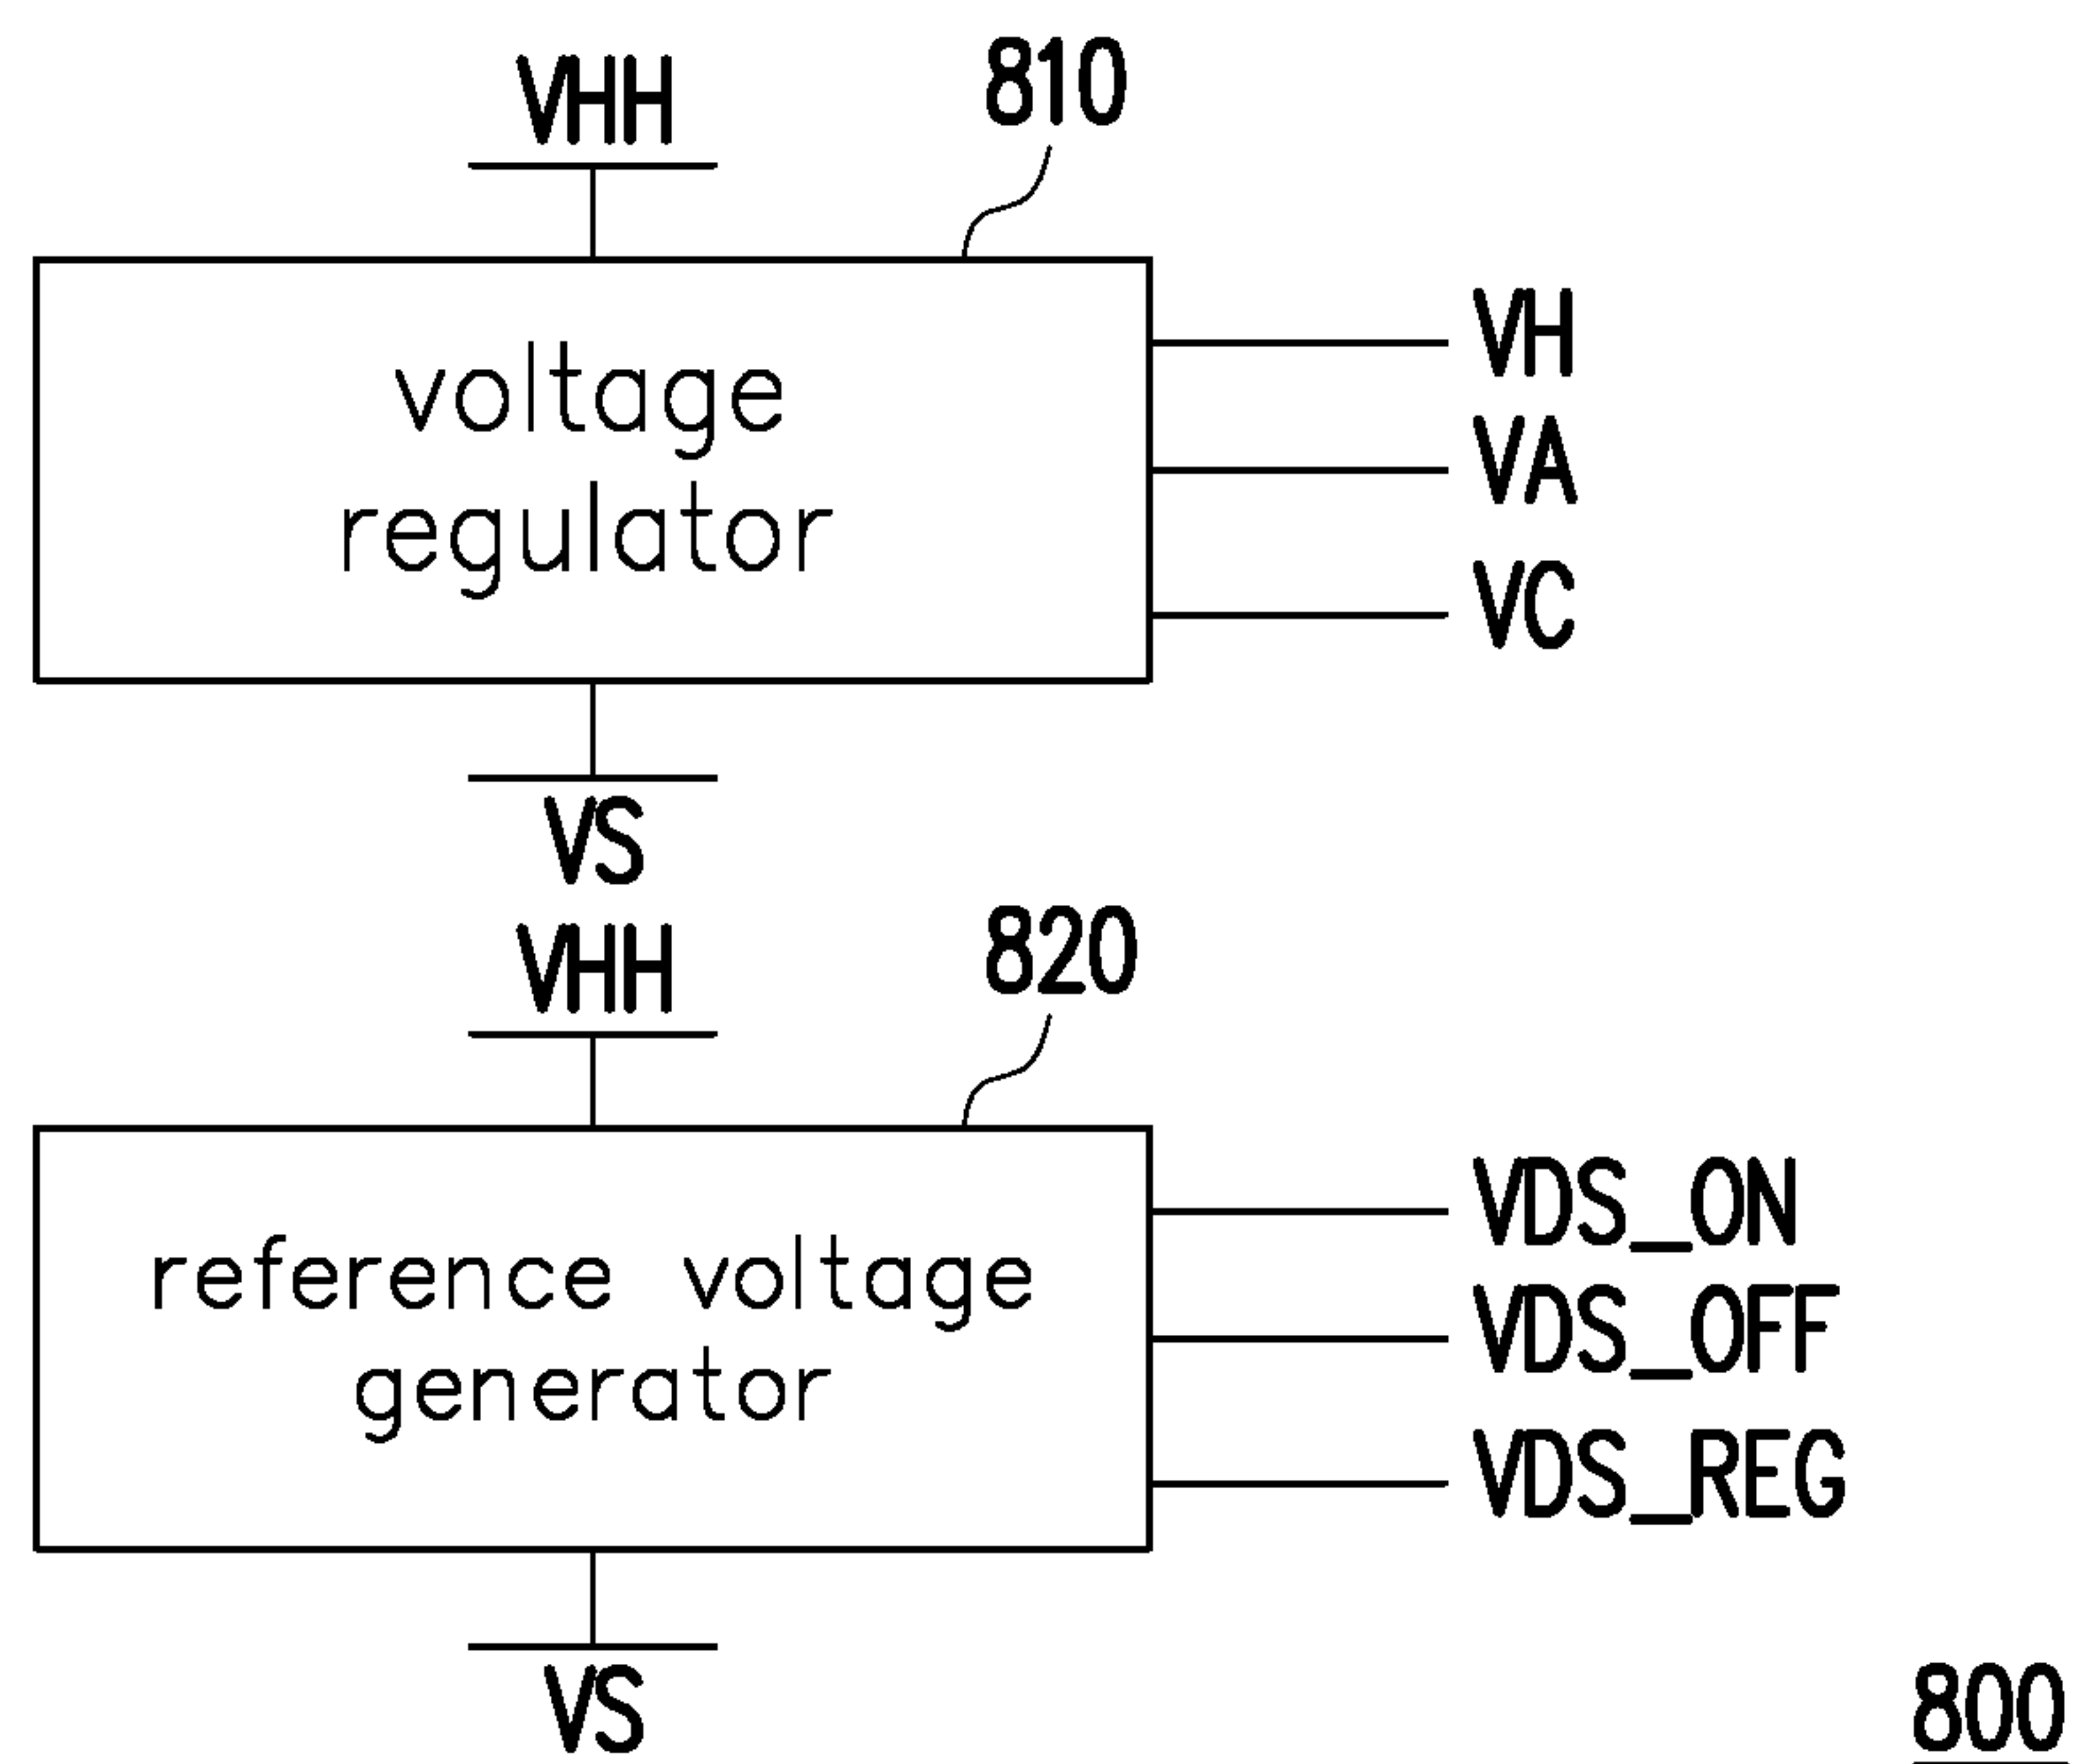 VHH
810
voltage
regulator
VH
VA
VC
VS
VHH
820
reference voltage
generator
VDS_ON
VDS_OFF
VDS_REG
VS
800